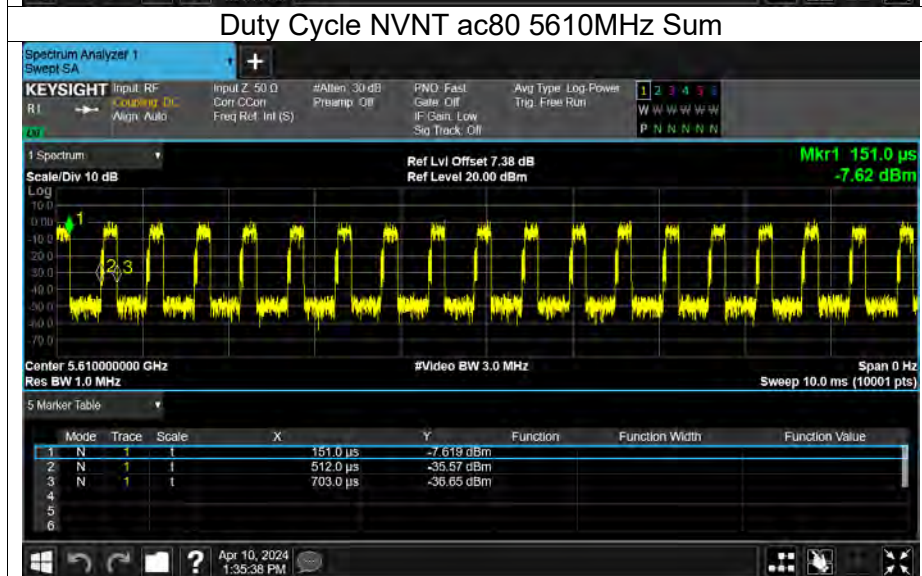 Duty Cycle NVNT ac80 5610MHz Sum
Spectrum Analyzer 1
Swept SA
+
KEYSIGHT Input: RF Input Z: 50 Ω #Atten: 30 dB PNO: Fast Avg Type: Log-Power 1 2 3 4 5 6
R L Coupling: DC Corr CCorr Preamp: Off Gate: Off Trig: Free Run W W W W W W
Align: Auto Freq Ref: Int (S) IF Gain: Low
Sig Track: Off P N N N N N
1 Spectrum Ref Lvl Offset 7.38 dB Mkr1 151.0 µs
Scale/Div 10 dB Ref Level 20.00 dBm -7.62 dBm
Log
10.0
0.00
-10.0
-20.0
-30.0
-40.0
-50.0
-60.0
-70.0
1
2 3
Center 5.610000000 GHz #Video BW 3.0 MHz Span 0 Hz
Res BW 1.0 MHz Sweep 10.0 ms (10001 pts)
5 Marker Table
Mode Trace Scale X Y Function Function Width Function Value
1 N 1 t 151.0 µs -7.619 dBm
2 N 1 t 512.0 µs -35.57 dBm
3 N 1 t 703.0 µs -36.65 dBm
4
5
6
? Apr 10, 2024
1:35:38 PM